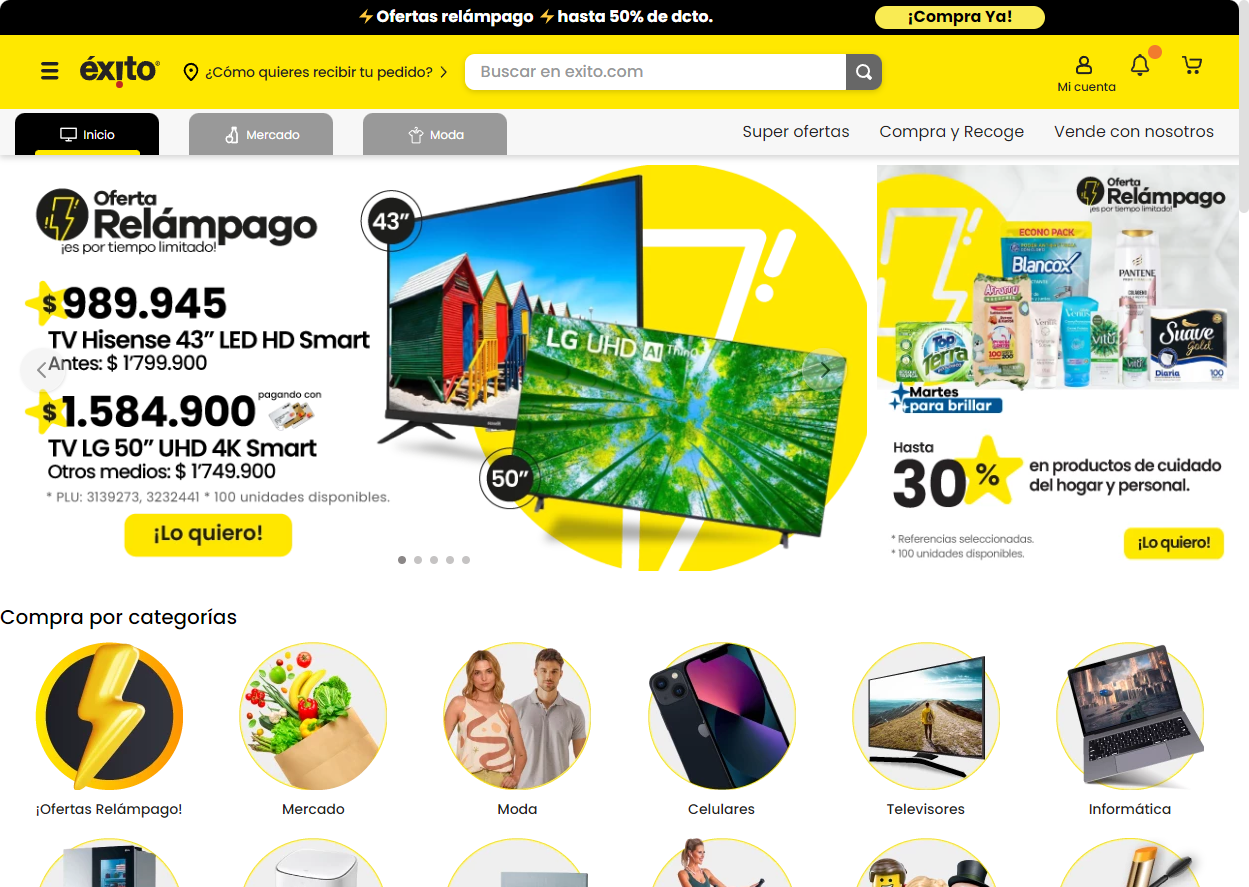 ⚡Ofertas relámpago ⚡hasta 50% de dcto.
¡Compra Ya!
éxito
¿Cómo quieres recibir tu pedido?
Buscar en exito.com
Mi cuenta
Inicio
Mercado
Moda
Super ofertas
Compra y Recoge
Vende con nosotros
Oferta
Relámpago
¡es por tiempo limitado!
$989.945
TV Hisense 43” LED HD Smart
Antes: $ 1’799.900
$1.584.900
pagando con
TV LG 50” UHD 4K Smart
Otros medios: $ 1’749.900
* PLU: 3139273, 3232441 * 100 unidades disponibles.
¡Lo quiero!
43”
LG UHD AI ThinQ
50”
Oferta
Relámpago
¡es por tiempo limitado!
ECONO PACK
Blancox
PANTENE
Arrurrú
Venus
Top Terra
Vitú
Suave
Gold
Diaria
100
Martes
para brillar
Hasta
30%
en productos de cuidado
del hogar y personal.
* Referencias seleccionadas.
* 100 unidades disponibles.
¡Lo quiero!
Compra por categorías
¡Ofertas Relámpago!
Mercado
Moda
Celulares
Televisores
Informática